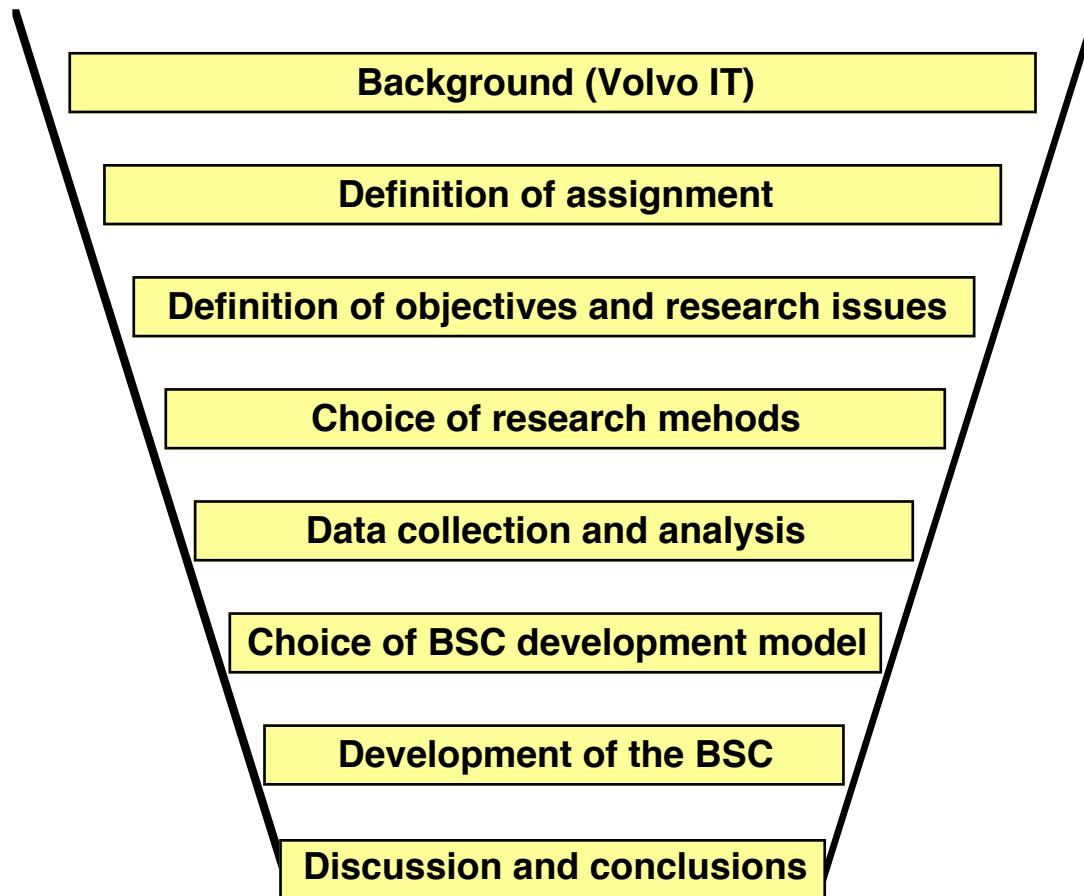 Background (Volvo IT)
Definition of assignment
Definition of objectives and research issues
Choice of research mehods
Data collection and analysis
Choice of BSC development model
Development of the BSC
Discussion and conclusions